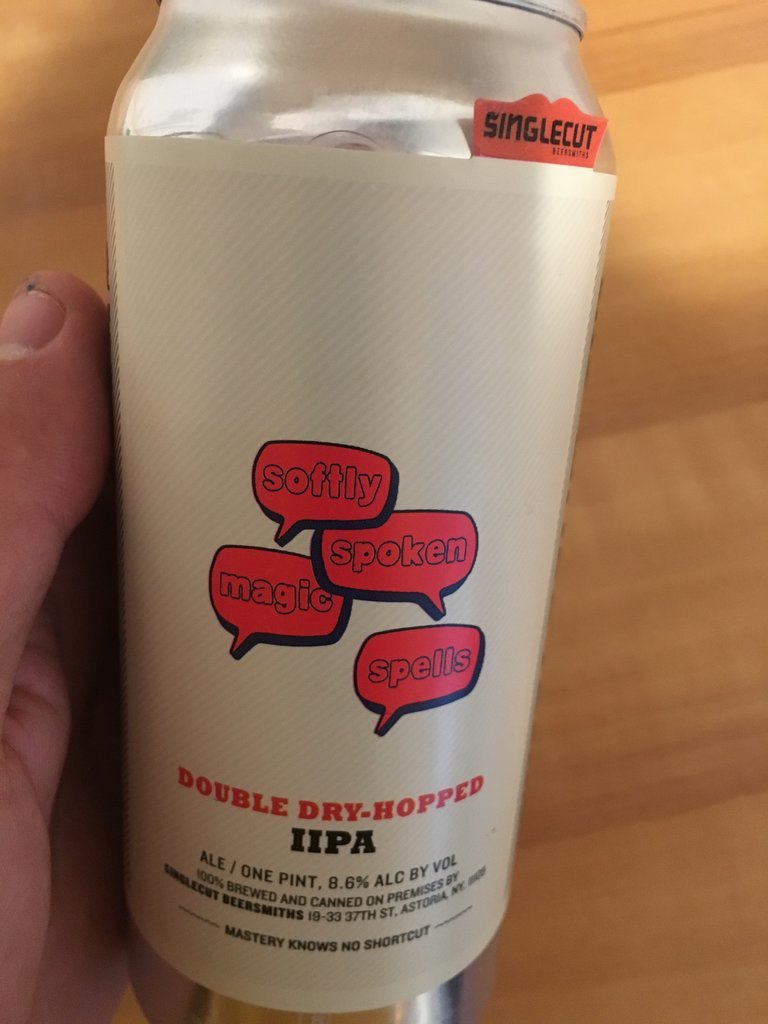 SINGLECUT
BEERSMITHS
softly
spoken
magic
spells
DOUBLE DRY-HOPPED
IIPA
ALE / ONE PINT, 8.6% ALC BY VOL
100% BREWED AND CANNED ON PREMISES BY
SINGLECUT BEERSMITHS 19-33 37TH ST, ASTORIA, NY, 11105
MASTERY KNOWS NO SHORTCUT